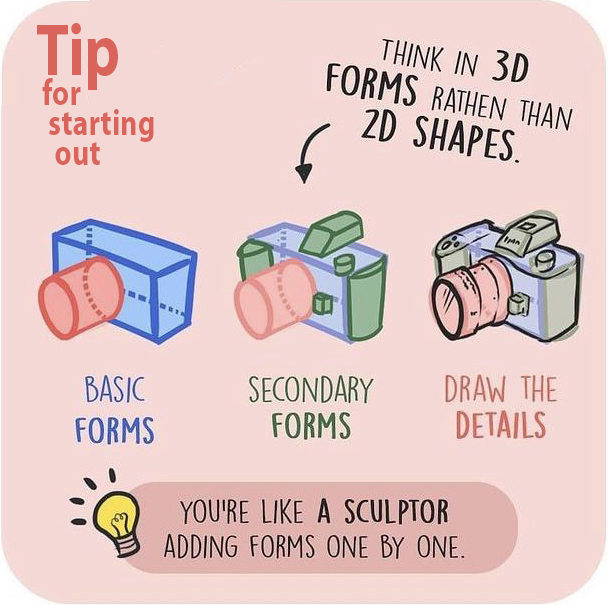 Tip
for
starting
out
THINK IN 3D
FORMS RATHEN THAN
2D SHAPES.
BASIC
FORMS
SECONDARY
FORMS
DRAW THE
DETAILS
YOU'RE LIKE A SCULPTOR
ADDING FORMS ONE BY ONE.